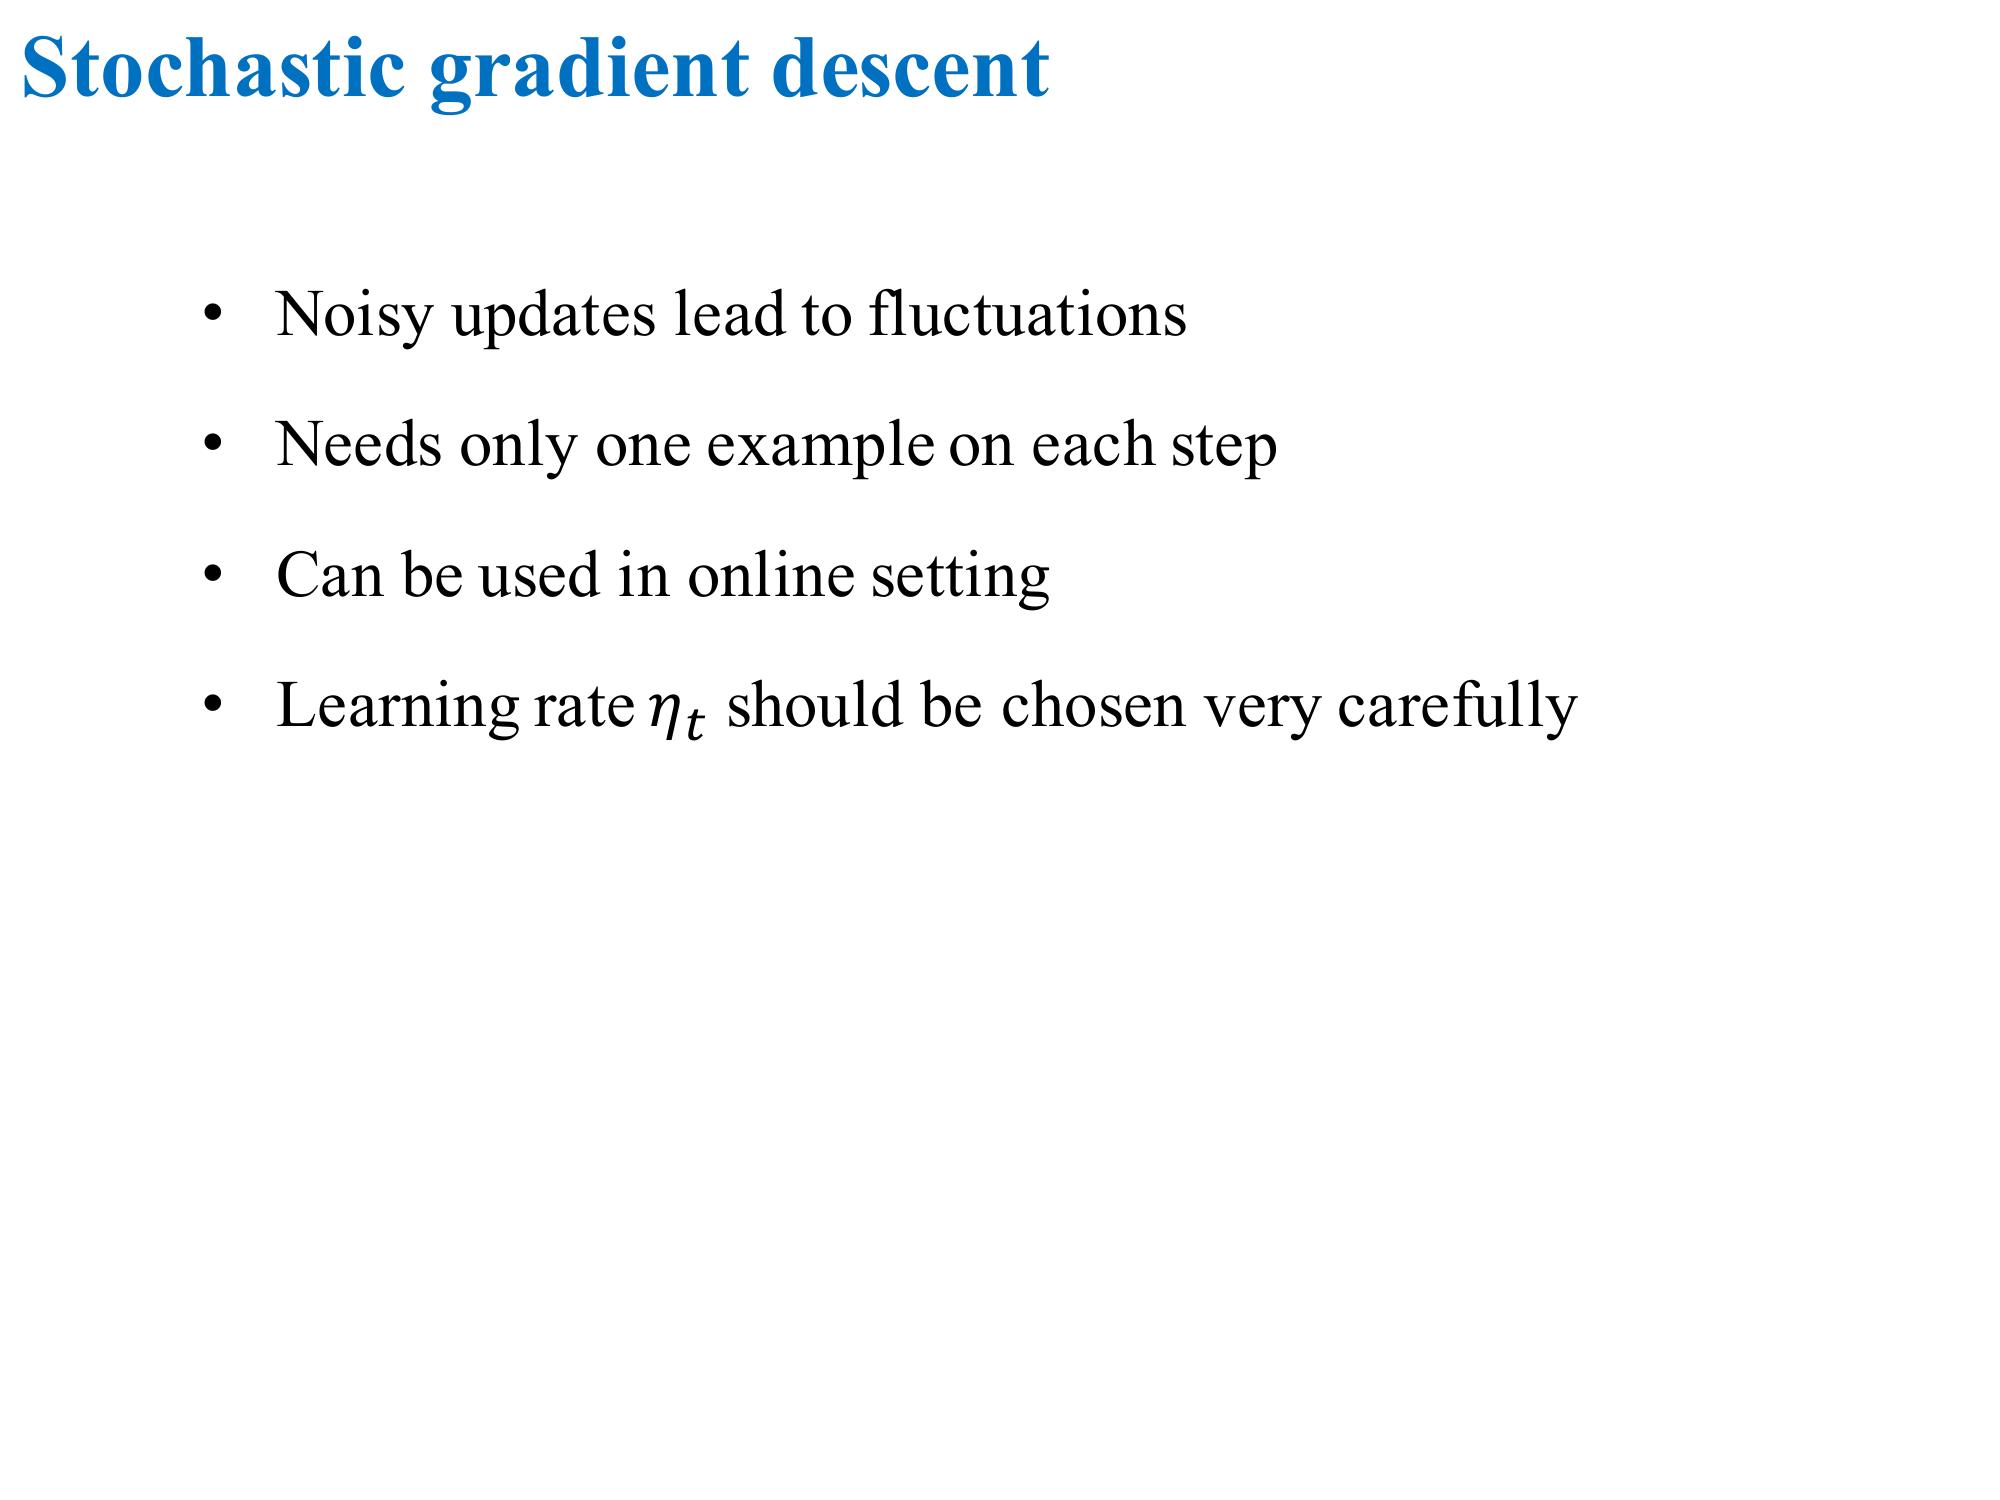 Stochastic gradient descent
• Noisy updates lead to fluctuations
• Needs only one example on each step
• Can be used in online setting
• Learning rate η_t should be chosen very carefully